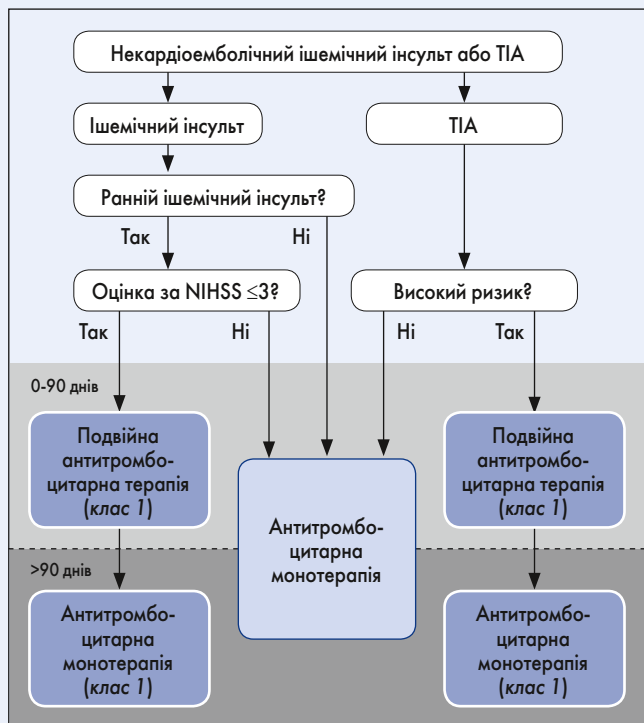 Некардіоемболічний ішемічний інсульт або ТІА
Ішемічний інсульт
ТІА
Ранній ішемічний інсульт?
Так
Ні
Оцінка за NIHSS ≤3?
Високий ризик?
Так
Ні
Ні
Так
0-90 днів
Подвійна
антитромбо-
цитарна терапія
(клас 1)
Антитромбо-
цитарна
монотерапія
Подвійна
антитромбо-
цитарна терапія
(клас 1)
>90 днів
Антитромбо-
цитарна
монотерапія
(клас 1)
Антитромбо-
цитарна
монотерапія
(клас 1)